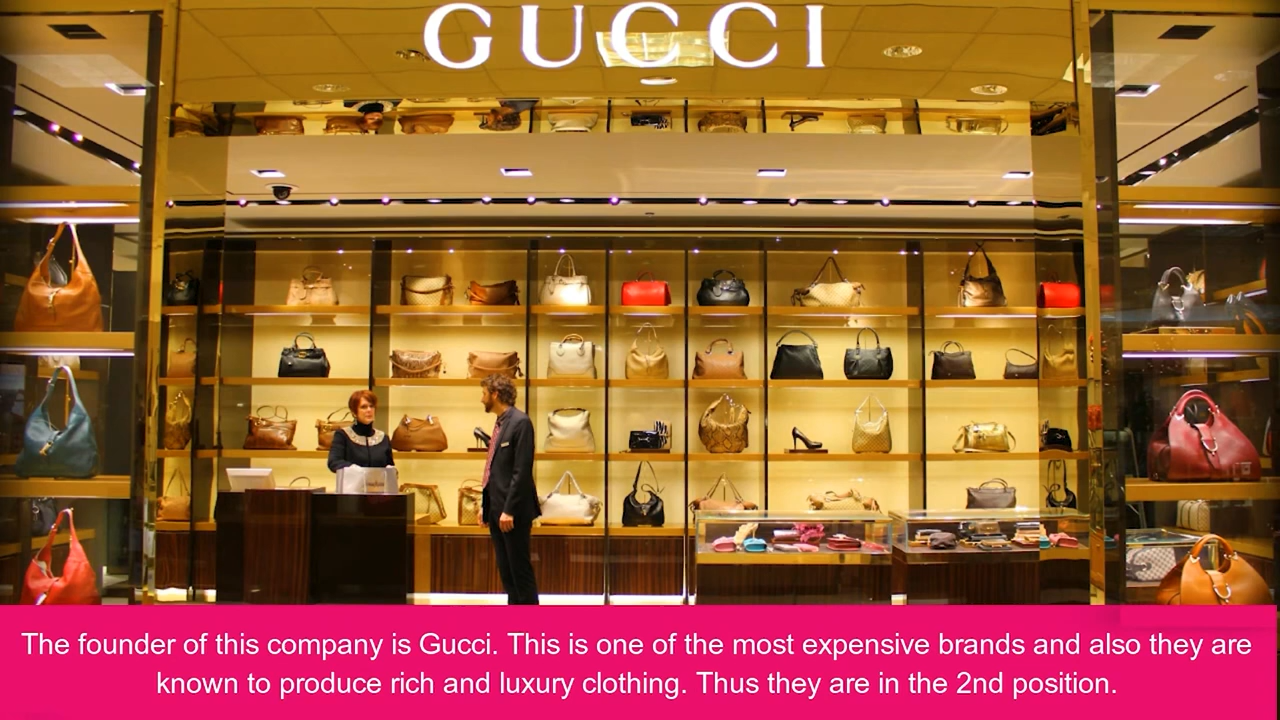 GUCCI
The founder of this company is Gucci. This is one of the most expensive brands and also they are
known to produce rich and luxury clothing. Thus they are in the 2nd position.